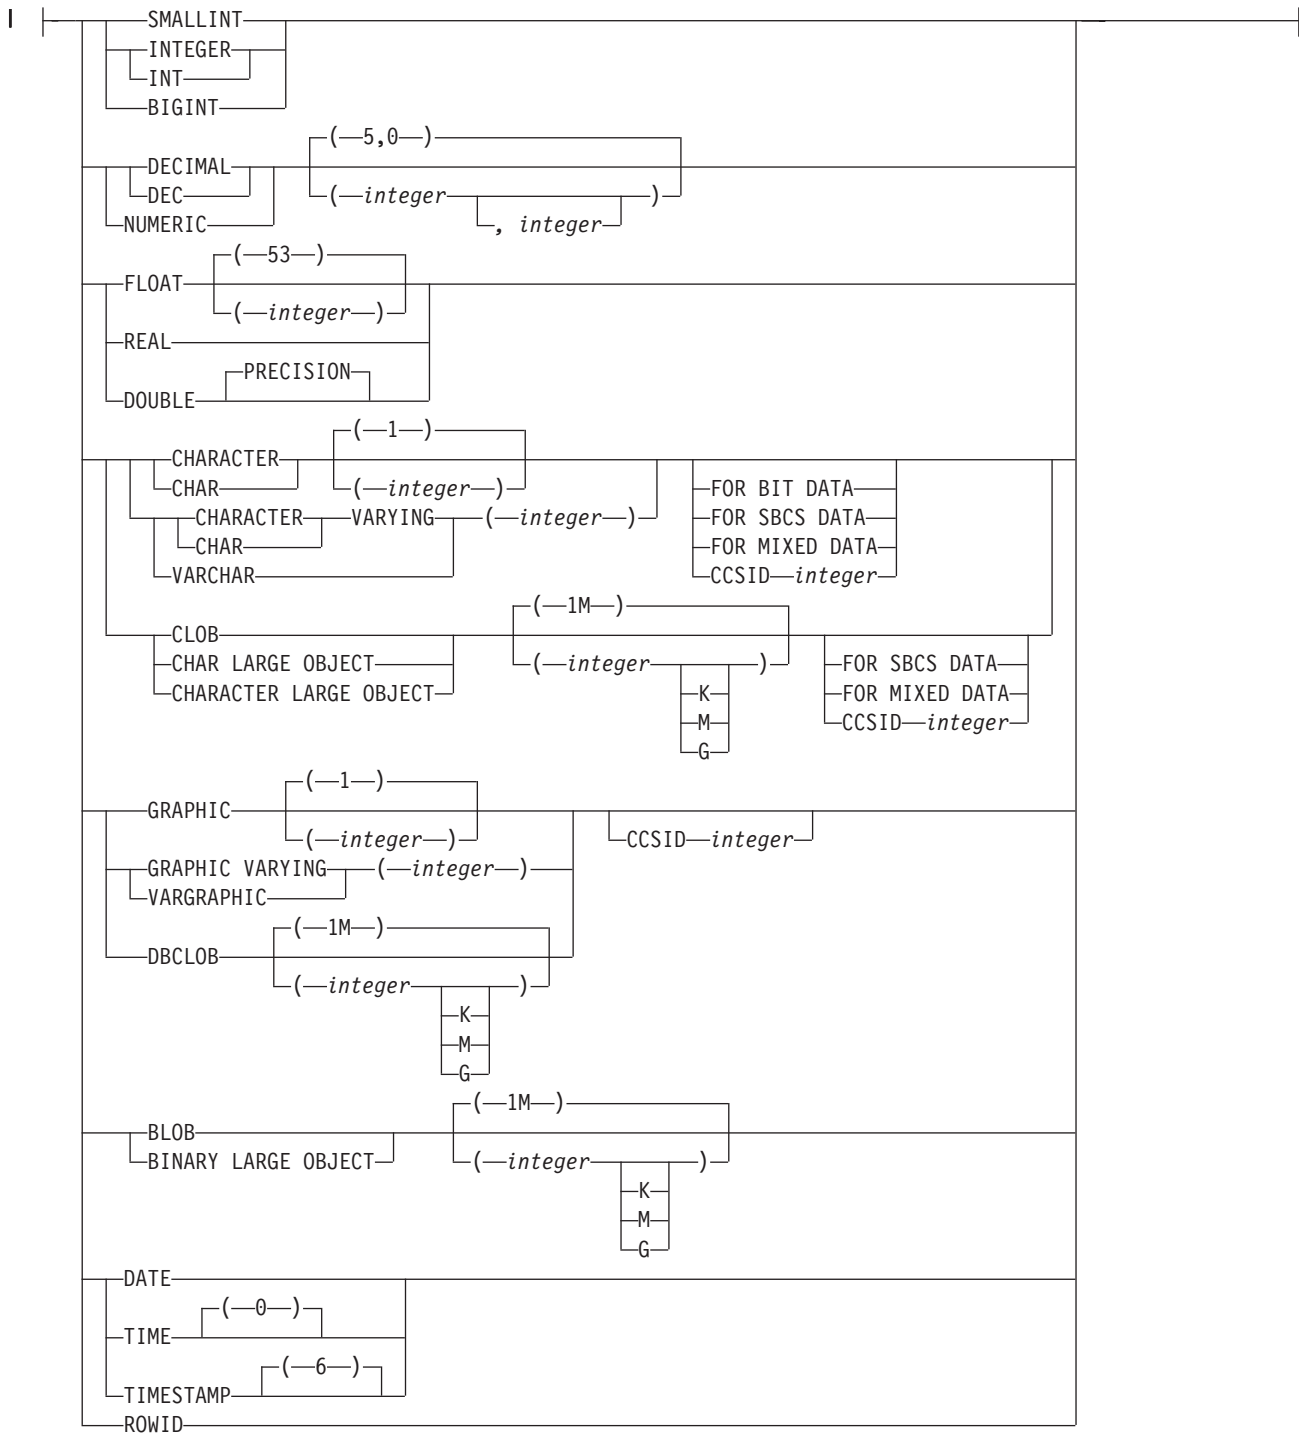 SMALLINT
INTEGER
INT
BIGINT
( 5,0 )
DECIMAL
( integer )
DEC
, integer
NUMERIC
( 53 )
FLOAT
( integer )
REAL
PRECISION
DOUBLE
( 1 )
CHARACTER
CHAR ( integer ) FOR BIT DATA
CHARACTER VARYING ( integer ) FOR SBCS DATA
CHAR FOR MIXED DATA
VARCHAR CCSID integer
( 1M )
CLOB
CHAR LARGE OBJECT ( integer ) FOR SBCS DATA
CHARACTER LARGE OBJECT K FOR MIXED DATA
M CCSID integer
G
( 1 )
GRAPHIC
( integer ) CCSID integer
GRAPHIC VARYING ( integer )
VARGRAPHIC
( 1M )
DBCLOB
( integer )
K
M
G
( 1M )
BLOB
BINARY LARGE OBJECT ( integer )
K
M
G
DATE
( 0 )
TIME
( 6 )
TIMESTAMP
ROWID